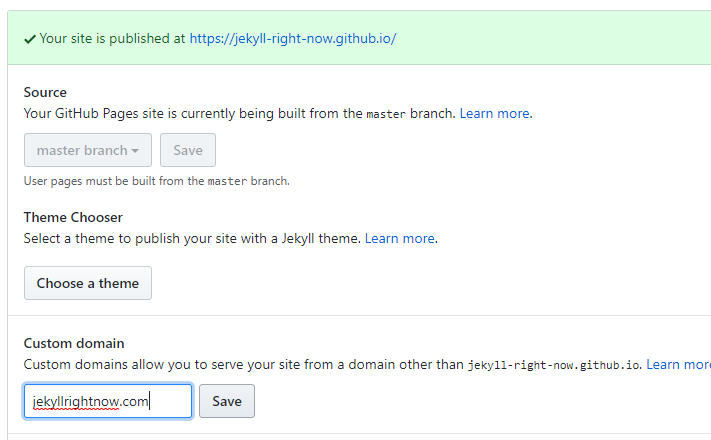 Your site is published at https://jekyll-right-now.github.io/
Source
Your GitHub Pages site is currently being built from the master branch. Learn more.
master branch Save
User pages must be built from the master branch.
Theme Chooser
Select a theme to publish your site with a Jekyll theme. Learn more.
Choose a theme
Custom domain
Custom domains allow you to serve your site from a domain other than jekyll-right-now.github.io. Learn more
jekyllrightnow.com Save